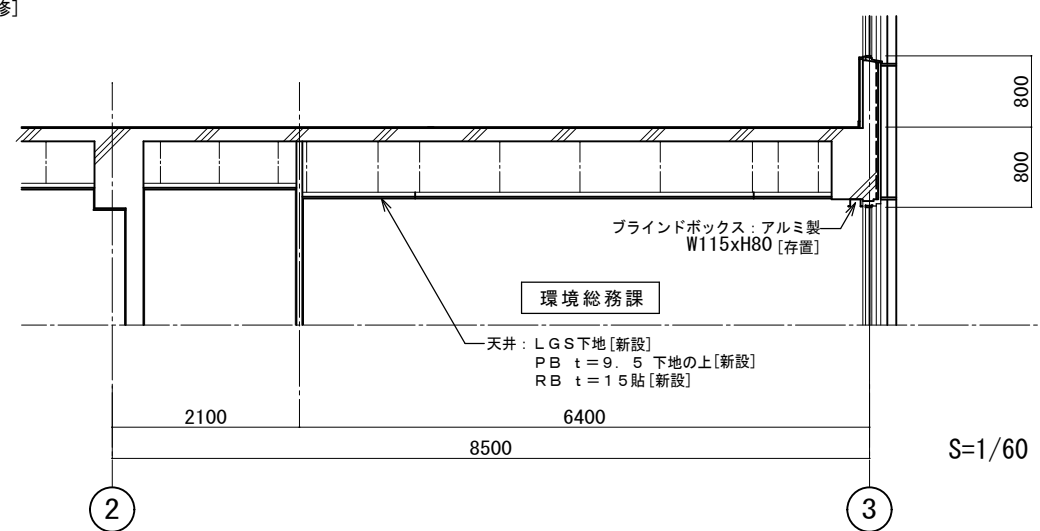 修]
800
800
ブラインドボックス：アルミ製
W115xH80 [存置]
環境総務課
天井：ＬＧＳ下地[新設]
ＰＢ ｔ＝９．５ 下地の上[新設]
ＲＢ ｔ＝１５貼[新設]
2100
6400
8500
S=1/60
2
3